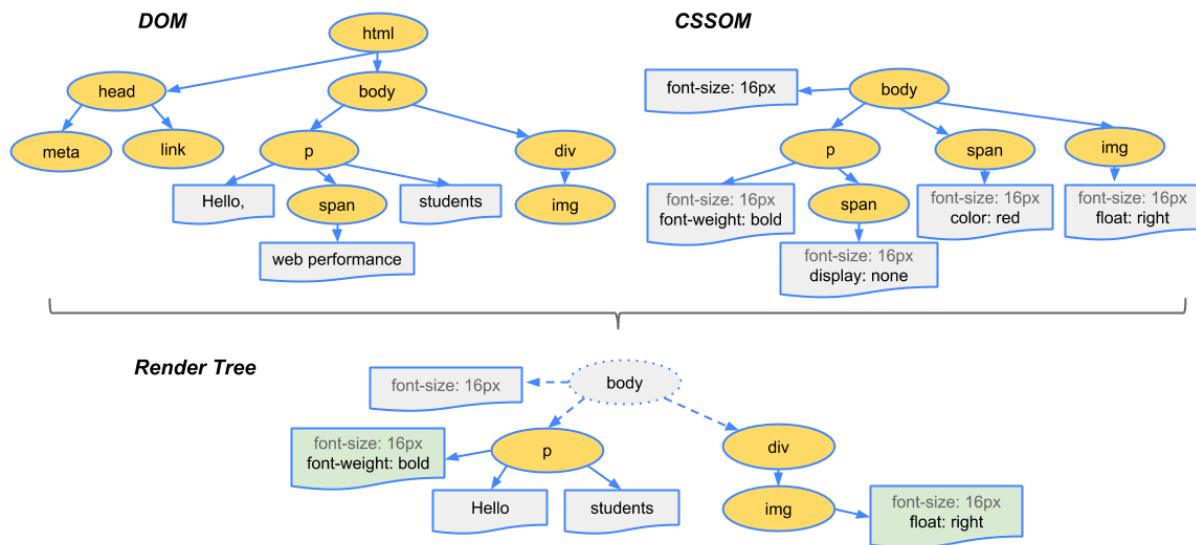 DOM
html
head
body
meta
link
p
div
Hello,
span
students
img
web performance
CSSOM
font-size: 16px
body
p
span
img
font-size: 16px
font-weight: bold
span
font-size: 16px
color: red
font-size: 16px
float: right
font-size: 16px
display: none
Render Tree
font-size: 16px
body
font-size: 16px
font-weight: bold
p
div
Hello
students
img
font-size: 16px
float: right